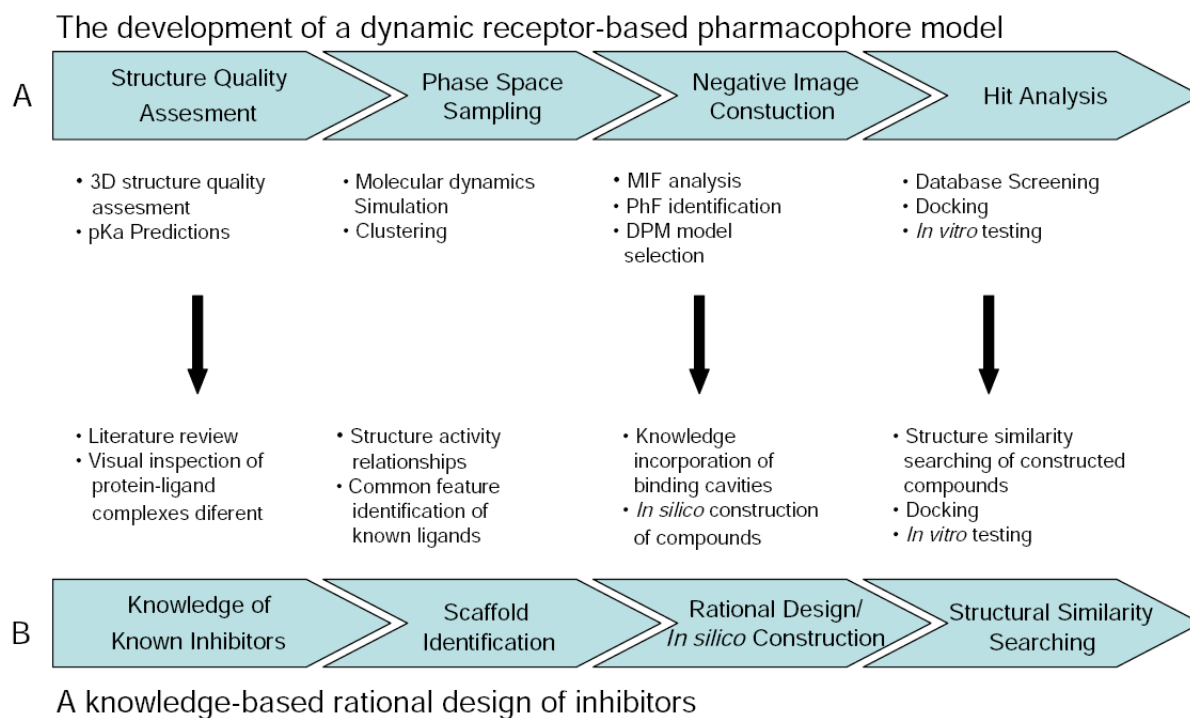 The development of a dynamic receptor-based pharmacophore model
A
Structure Quality
Assesment
Phase Space
Sampling
Negative Image
Constuction
Hit Analysis
• 3D structure quality
assesment
• pKa Predictions
• Molecular dynamics
Simulation
• Clustering
• MIF analysis
• PhF identification
• DPM model
selection
• Database Screening
• Docking
• In vitro testing
• Literature review
• Visual inspection of
protein-ligand
complexes diferent
• Structure activity
relationships
• Common feature
identification of
known ligands
• Knowledge
incorporation of
binding cavities
• In silico construction
of compounds
• Structure similarity
searching of constructed
compounds
• Docking
• In vitro testing
B
Knowledge of
Known Inhibitors
Scaffold
Identification
Rational Design/
In silico Construction
Structural Similarity
Searching
A knowledge-based rational design of inhibitors